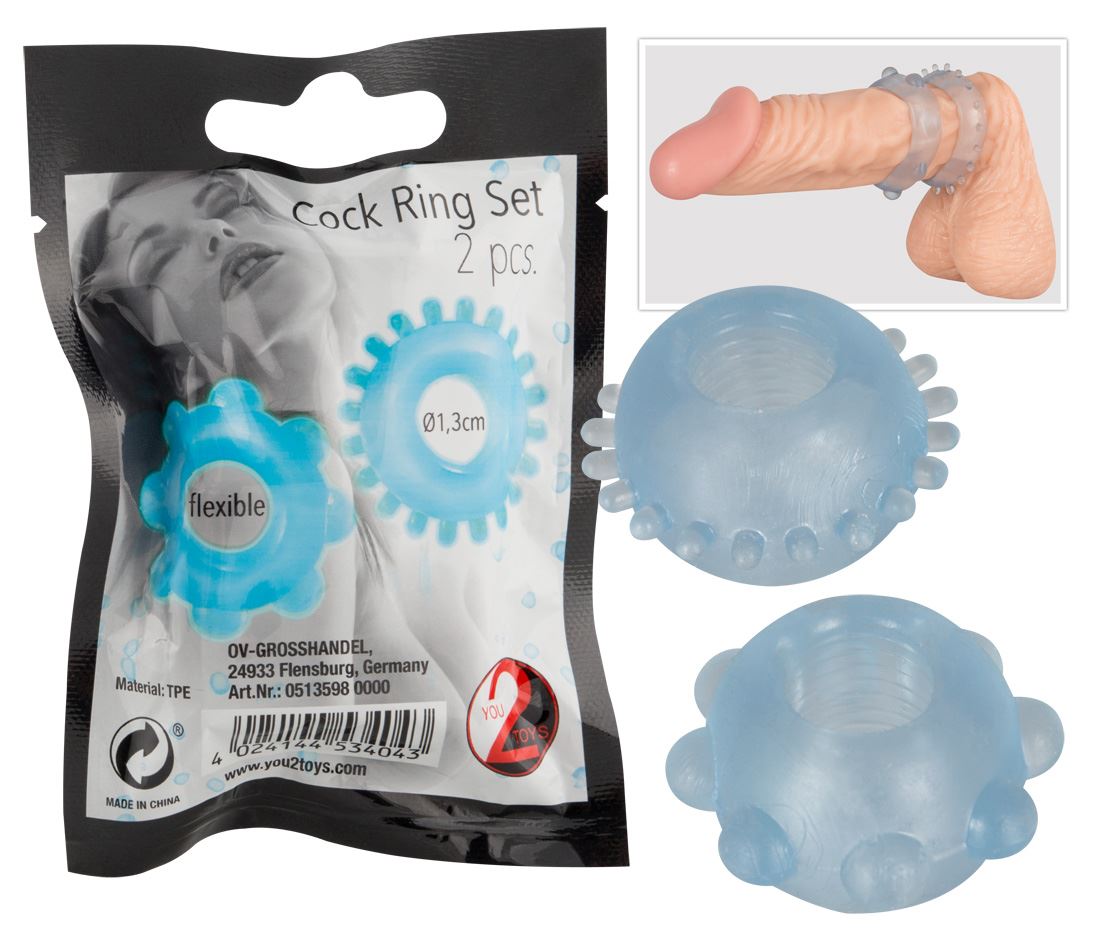 Cock Ring Set
2 pcs.
Ø1,3cm
flexible
OV-GROSSHANDEL,
24933 Flensburg, Germany
Art.Nr.: 0513598 0000
Material: TPE
YOU
2
TOYS
®
4 024144 534043
www.you2toys.com
MADE IN CHINA